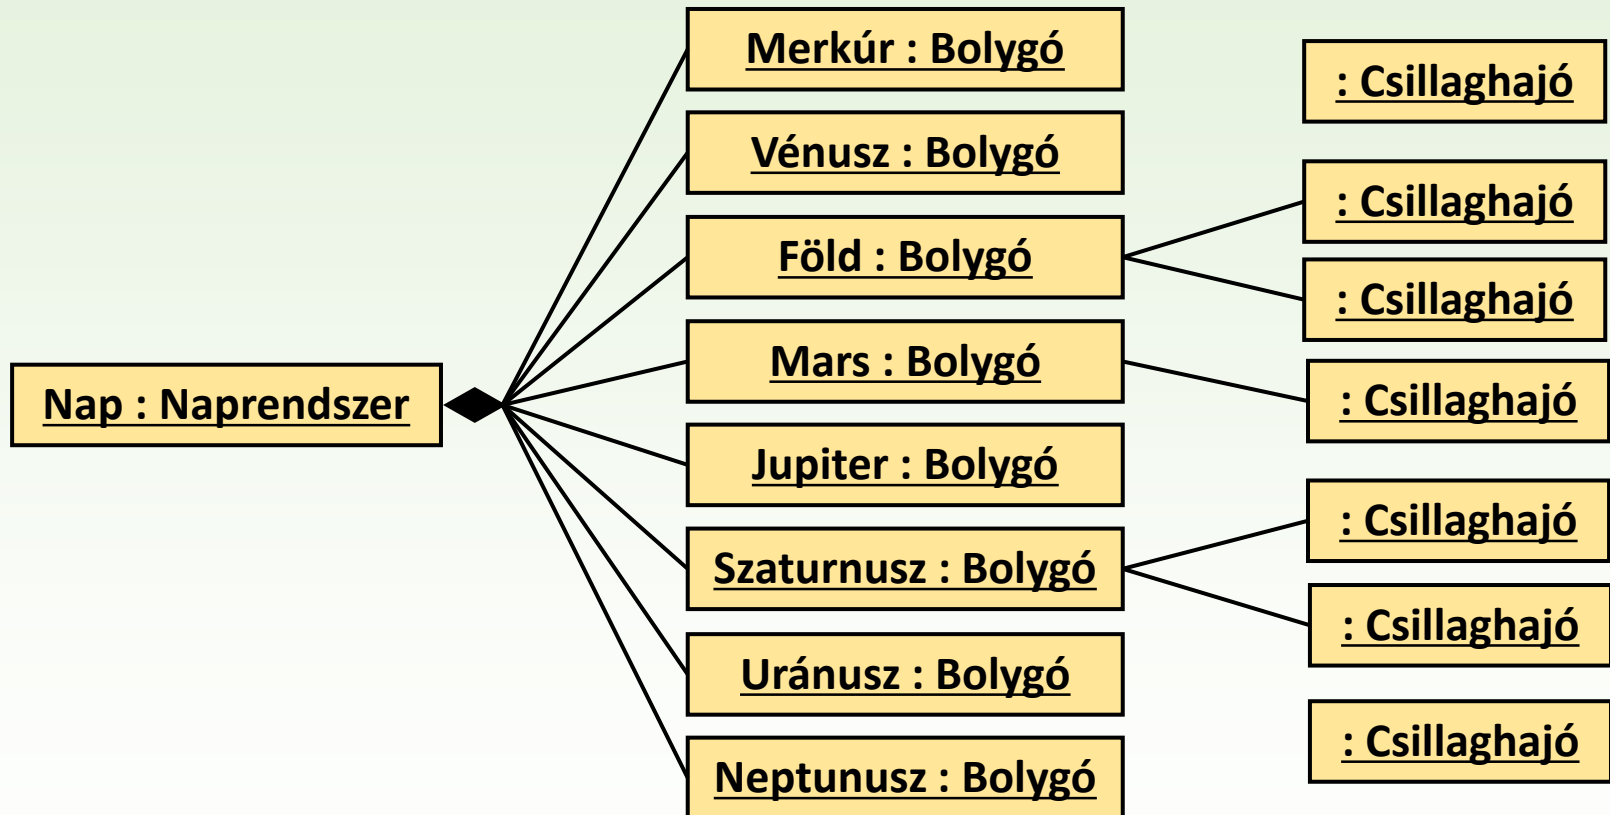 Merkúr : Bolygó
Vénusz : Bolygó
Föld : Bolygó
Mars : Bolygó
Jupiter : Bolygó
Szaturnusz : Bolygó
Uránusz : Bolygó
Neptunusz : Bolygó
Nap : Naprendszer
: Csillaghajó
: Csillaghajó
: Csillaghajó
: Csillaghajó
: Csillaghajó
: Csillaghajó
: Csillaghajó